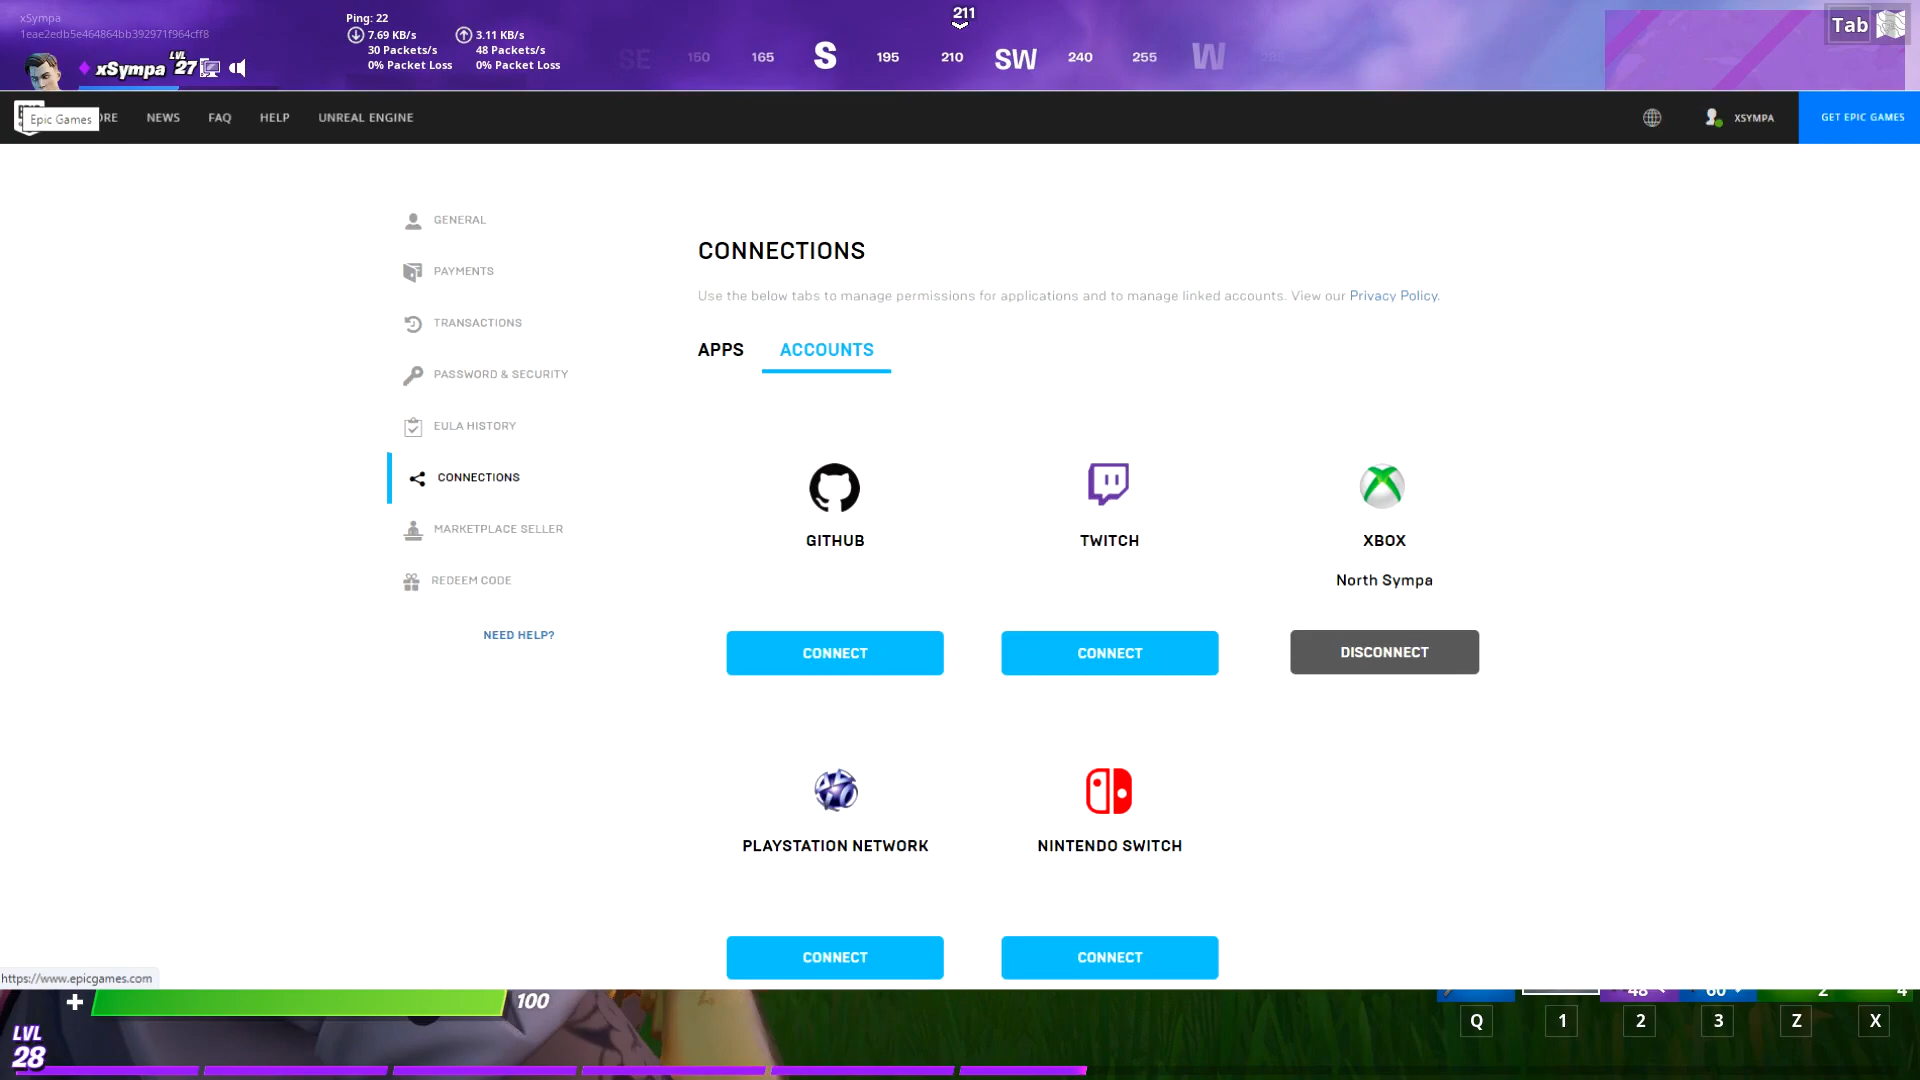 xSympa
1eae2edb5e464864bb392971f964cff8
xSympa LVL 27
Ping: 22
7.69 KB/s 3.11 KB/s
30 Packets/s 48 Packets/s
0% Packet Loss 0% Packet Loss
211
SE 150 165 S 195 210 SW 240 255 W 285
Tab
Epic Games
NEWS FAQ HELP UNREAL ENGINE
XSYMPA
GET EPIC GAMES
GENERAL
PAYMENTS
TRANSACTIONS
PASSWORD & SECURITY
EULA HISTORY
CONNECTIONS
MARKETPLACE SELLER
REDEEM CODE
NEED HELP?
CONNECTIONS
Use the below tabs to manage permissions for applications and to manage linked accounts. View our Privacy Policy.
APPS ACCOUNTS
GITHUB TWITCH XBOX
North Sympa
CONNECT CONNECT DISCONNECT
PLAYSTATION NETWORK NINTENDO SWITCH
CONNECT CONNECT
https://www.epicgames.com
+ 100
LVL
28
48 60 2 4
Q 1 2 3 Z X